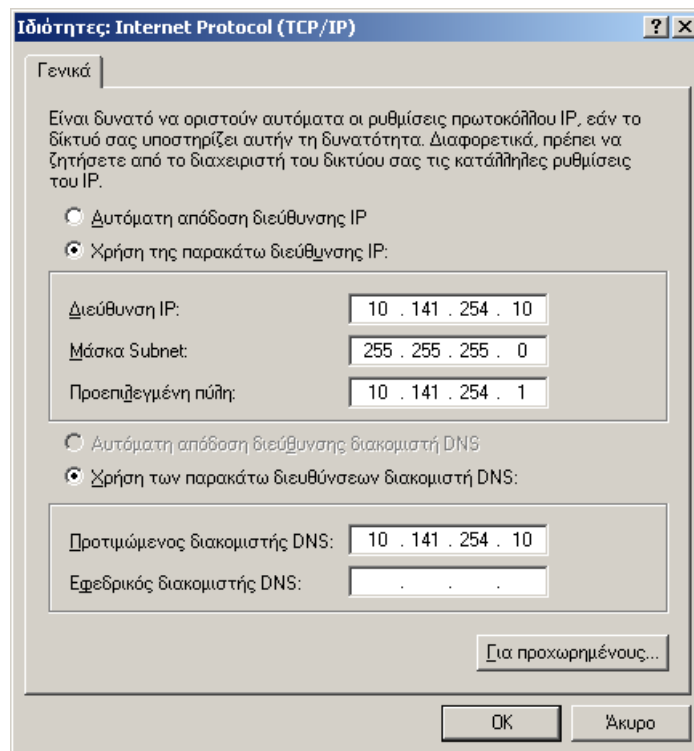 Ιδιότητες: Internet Protocol (TCP/IP)
Γενικά
Είναι δυνατό να οριστούν αυτόματα οι ρυθμίσεις πρωτοκόλλου IP, εάν το
δίκτυό σας υποστηρίζει αυτήν τη δυνατότητα. Διαφορετικά, πρέπει να
ζητήσετε από το διαχειριστή του δικτύου σας τις κατάλληλες ρυθμίσεις
του IP.
Αυτόματη απόδοση διεύθυνσης IP
Χρήση της παρακάτω διεύθυνσης IP:
Διεύθυνση IP: 10 . 141 . 254 . 10
Μάσκα Subnet: 255 . 255 . 255 . 0
Προεπιλεγμένη πύλη: 10 . 141 . 254 . 1
Αυτόματη απόδοση διεύθυνσης διακομιστή DNS
Χρήση των παρακάτω διευθύνσεων διακομιστή DNS:
Προτιμώμενος διακομιστής DNS: 10 . 141 . 254 . 10
Εφεδρικός διακομιστής DNS: . . .
Για προχωρημένους...
OK Άκυρο